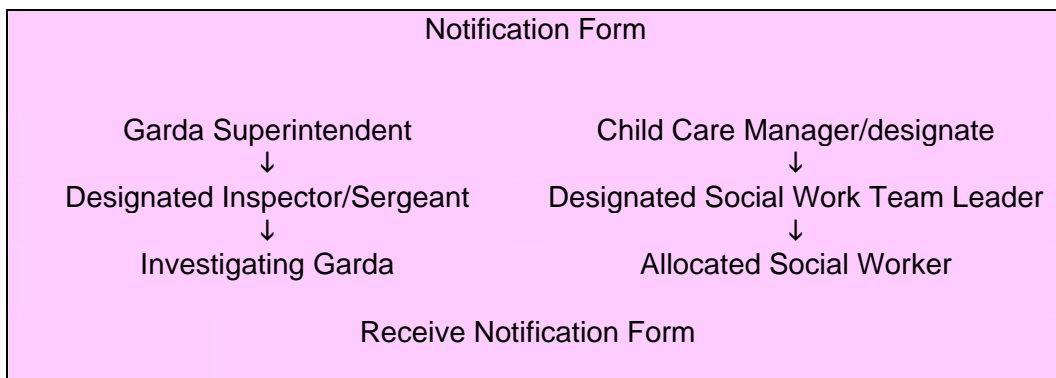 Notification Form
Garda Superintendent Child Care Manager/designate
↓ ↓
Designated Inspector/Sergeant Designated Social Work Team Leader
↓ ↓
Investigating Garda Allocated Social Worker
Receive Notification Form